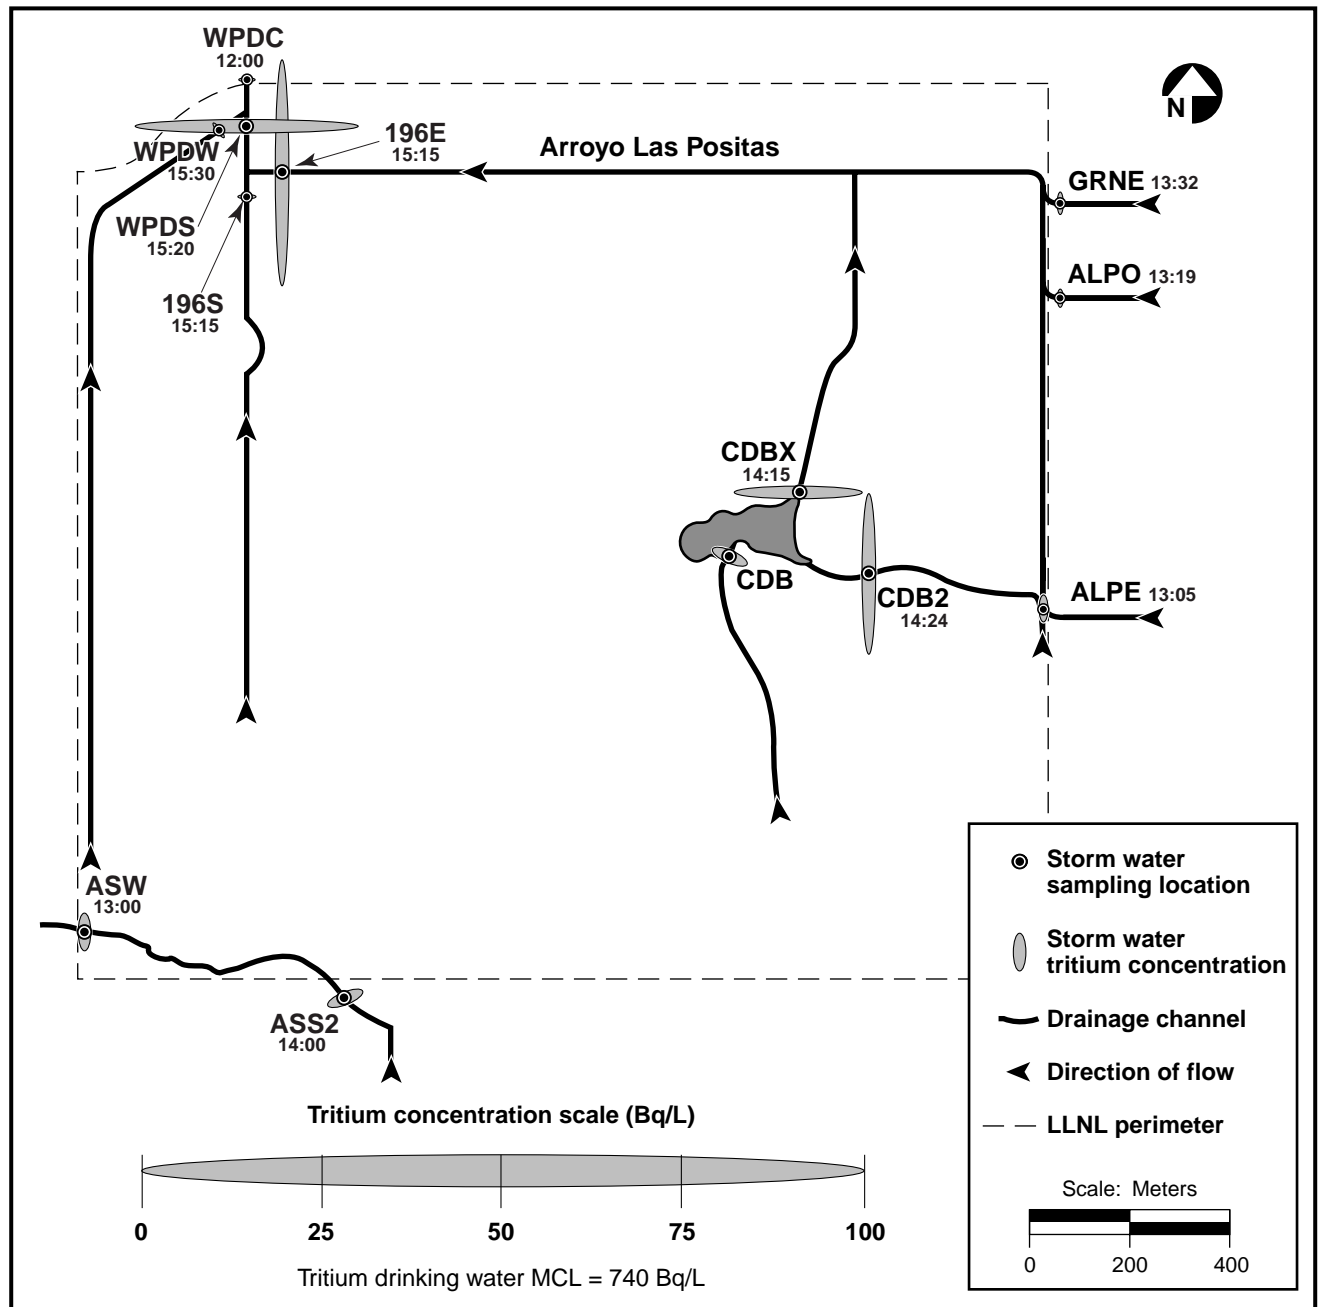 WPDC
12:00
N
196E
15:15
Arroyo Las Positas
WPDW
15:30
GRNE 13:32
WPDS
15:20
ALPO 13:19
196S
15:15
CDBX
14:15
CDB
CDB2
14:24
ALPE 13:05
ASW
13:00
ASS2
14:00
Storm water
sampling location
Storm water
tritium concentration
Drainage channel
Direction of flow
LLNL perimeter
Scale: Meters
0 200 400
Tritium concentration scale (Bq/L)
0 25 50 75 100
Tritium drinking water MCL = 740 Bq/L